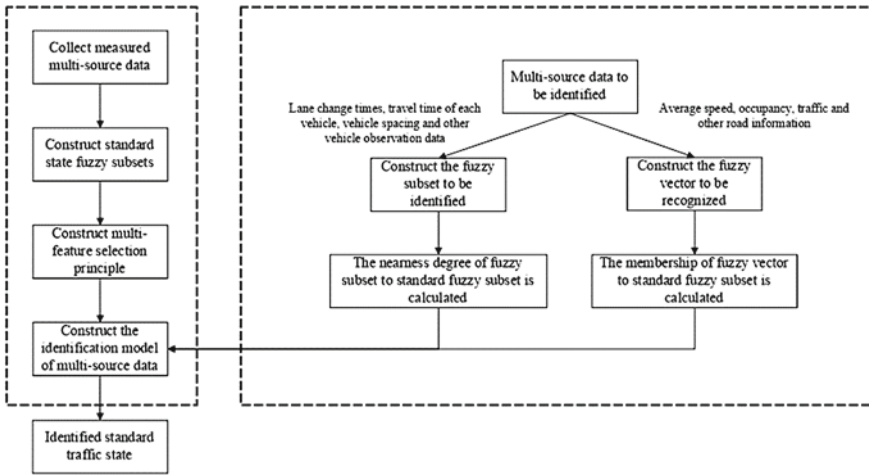 Collect measured
multi-source data
Construct standard
state fuzzy subsets
Construct multi-
feature selection
principle
Construct the
identification model
of multi-source data
Identified standard
traffic state
Multi-source data to
be identified
Lane change times, travel time of each
vehicle, vehicle spacing and other
vehicle observation data
Average speed, occupancy, traffic and
other road information
Construct the fuzzy
subset to be
identified
Construct the fuzzy
vector to be
recognized
The nearness degree of fuzzy
subset to standard fuzzy subset is
calculated
The membership of fuzzy vector
to standard fuzzy subset is
calculated